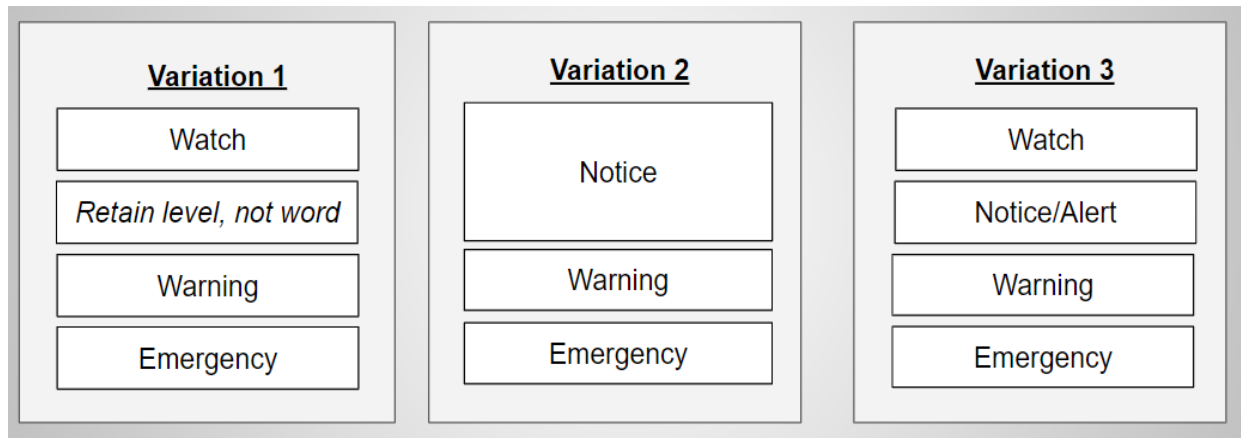 Variation 1
Watch
Retain level, not word
Warning
Emergency
Variation 2
Notice
Warning
Emergency
Variation 3
Watch
Notice/Alert
Warning
Emergency